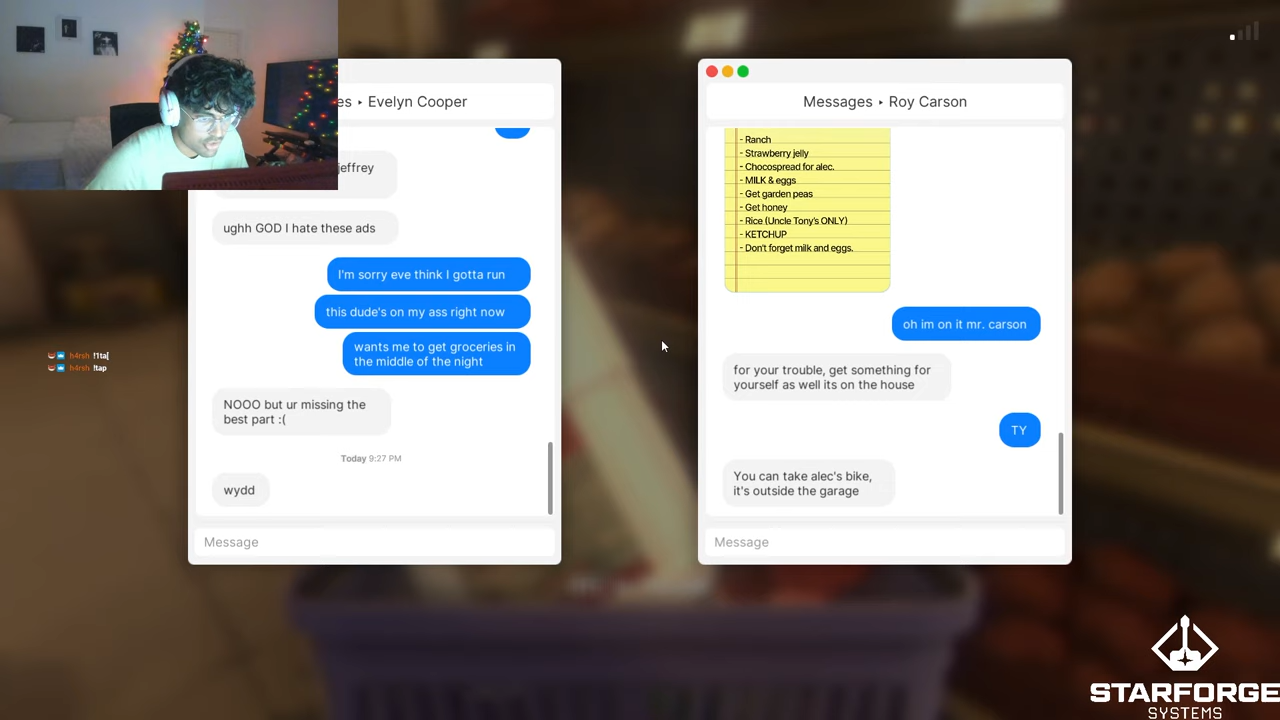 es ▸ Evelyn Cooper
jeffrey
ughh GOD I hate these ads
I'm sorry eve think I gotta run
this dude's on my ass right now
wants me to get groceries in
the middle of the night
NOOO but ur missing the
best part :(
Today 9:27 PM
wydd
Message
Messages ▸ Roy Carson
- Ranch
- Strawberry jelly
- Chocospread for alec.
- MILK & eggs
- Get garden peas
- Get honey
- Rice (Uncle Tony's ONLY)
- KETCHUP
- Don't forget milk and eggs.
oh im on it mr. carson
for your trouble, get something for
yourself as well its on the house
TY
You can take alec's bike,
it's outside the garage
Message
h4rsh !1ta[
h4rsh !tap
STARFORGE
SYSTEMS